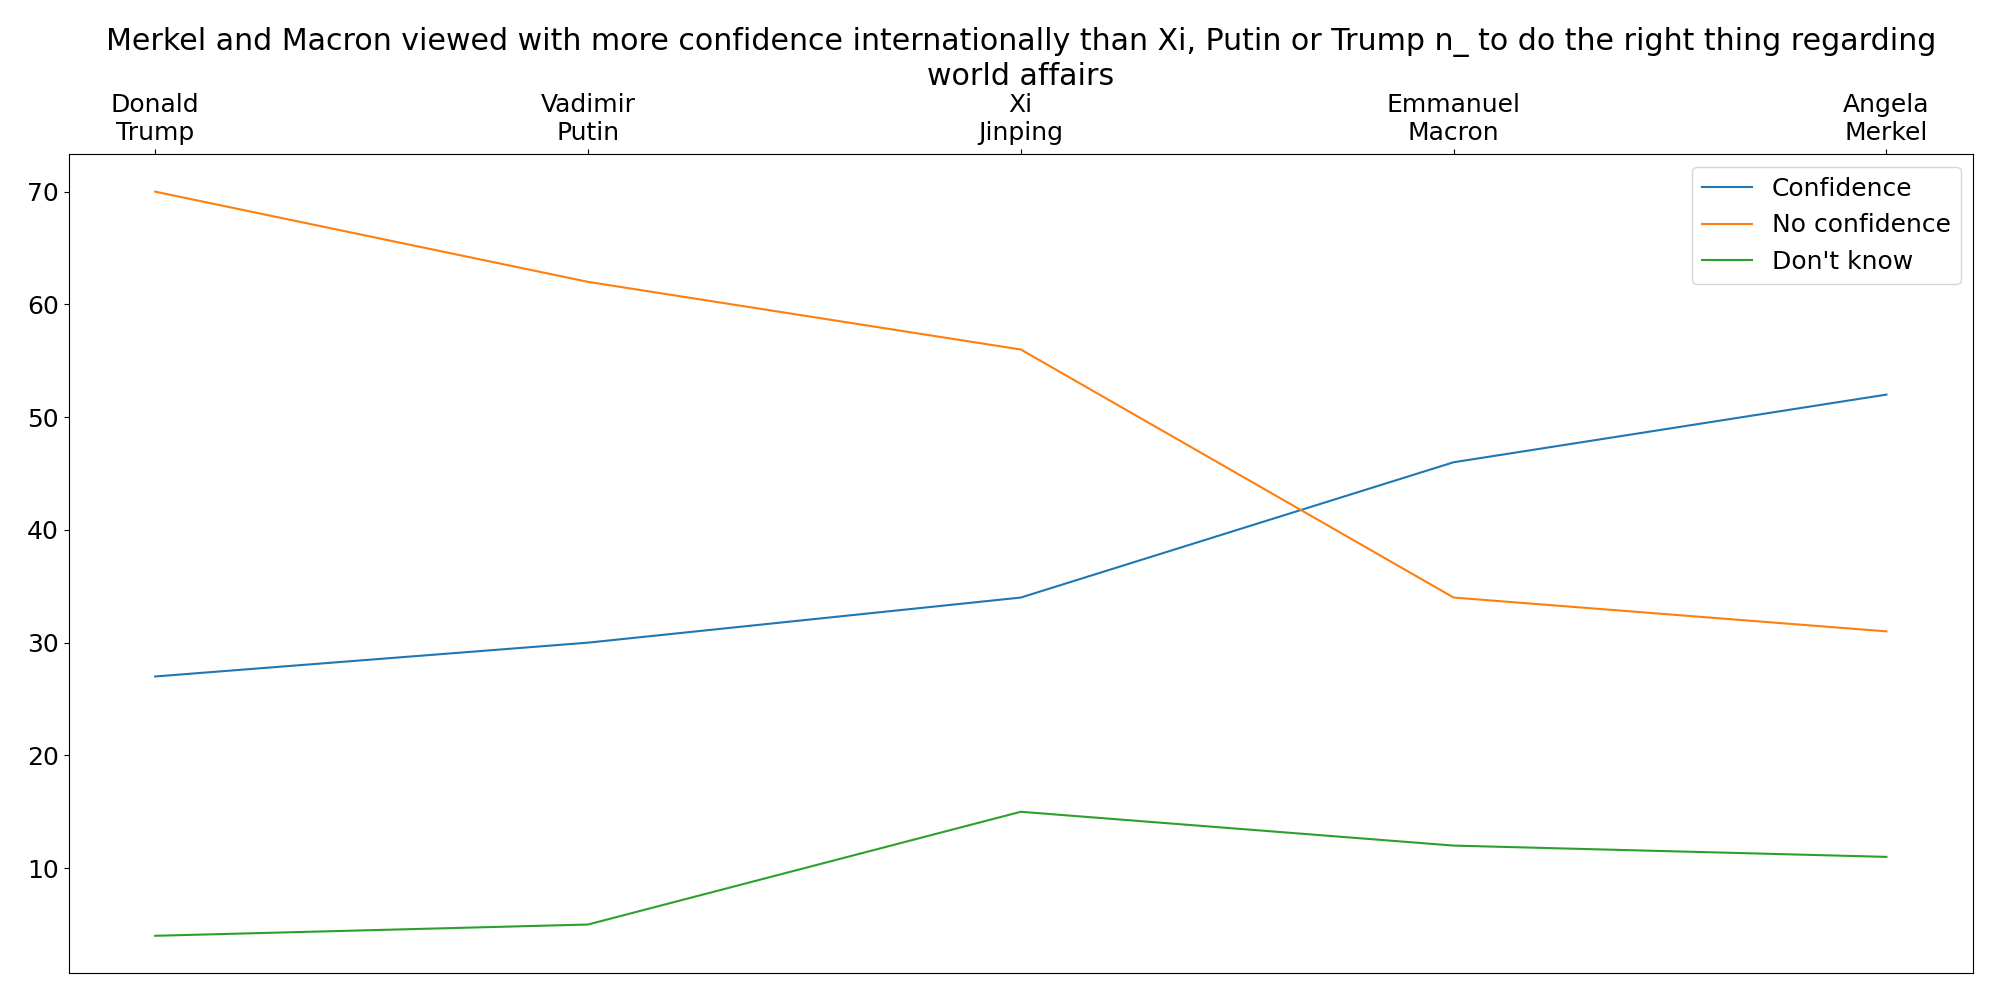 Merkel and Macron viewed with more confidence internationally than Xi, Putin or Trump n_ to do the right thing regarding
world affairs
Donald
Trump
Vadimir
Putin
Xi
Jinping
Emmanuel
Macron
Angela
Merkel
70
60
50
40
30
20
10
Confidence
No confidence
Don't know